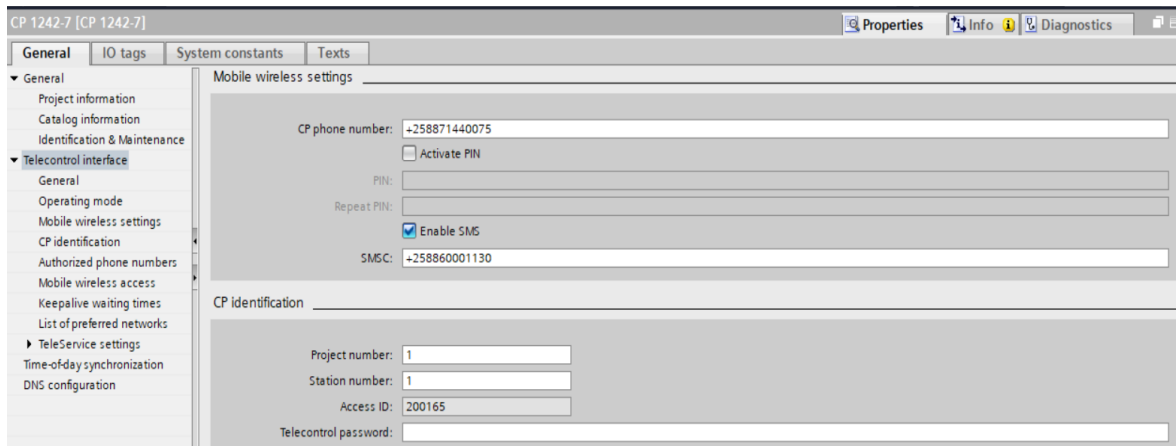 CP 1242-7 [CP 1242-7]
Properties
Info
Diagnostics
General
IO tags
System constants
Texts
General
Project information
Catalog information
Identification & Maintenance
Telecontrol interface
General
Operating mode
Mobile wireless settings
CP identification
Authorized phone numbers
Mobile wireless access
Keepalive waiting times
List of preferred networks
TeleService settings
Time-of-day synchronization
DNS configuration
Mobile wireless settings
CP phone number: +258871440075
Activate PIN
PIN:
Repeat PIN:
Enable SMS
SMSC: +258860001130
CP identification
Project number: 1
Station number: 1
Access ID: 200165
Telecontrol password: